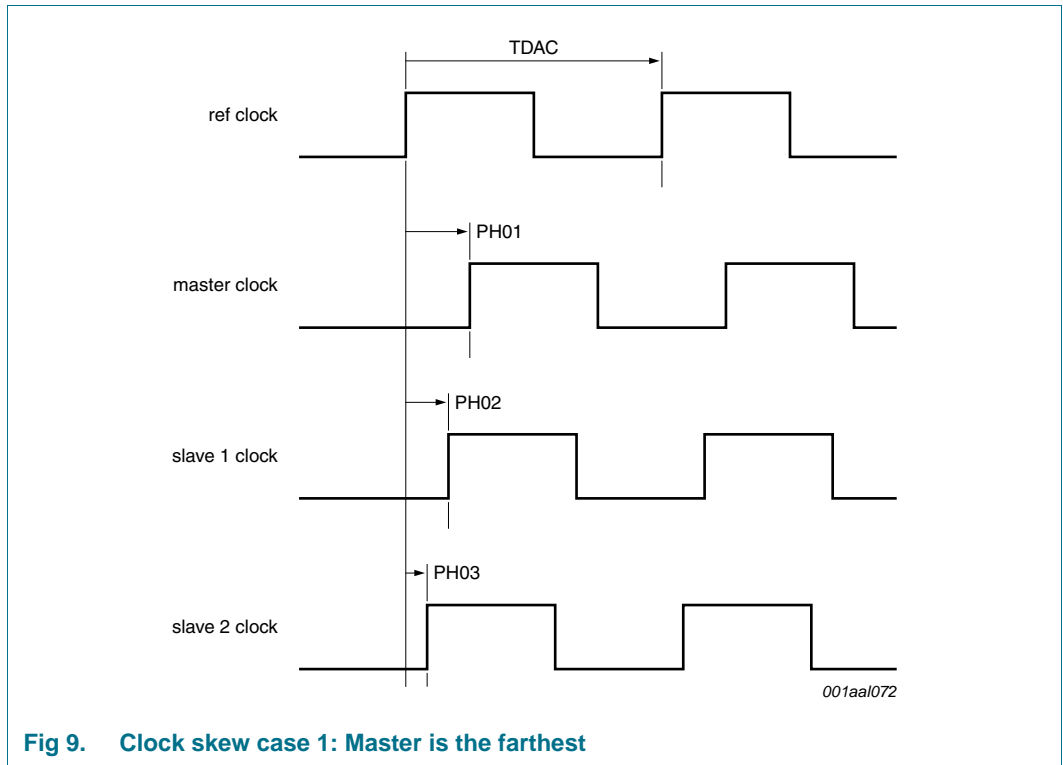 TDAC
ref clock
PH01
master clock
PH02
slave 1 clock
PH03
slave 2 clock
001aal072
Fig 9. Clock skew case 1: Master is the farthest